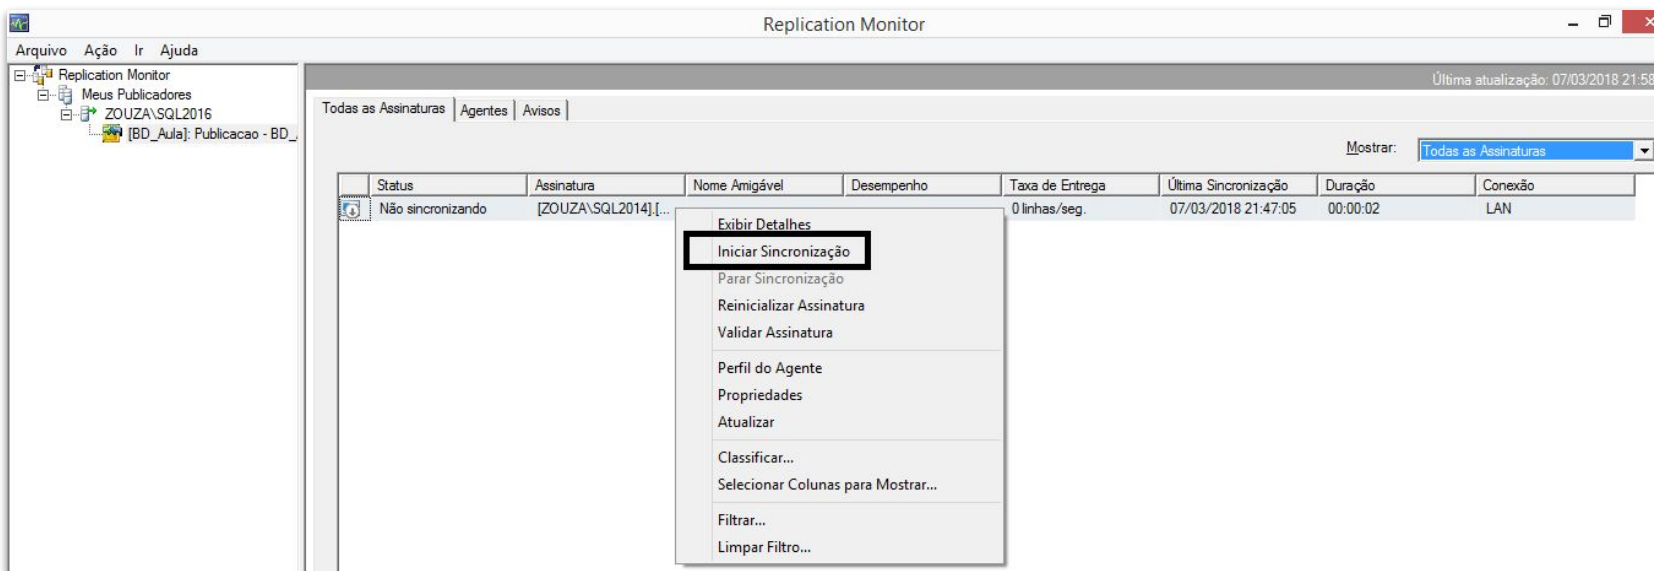 Replication Monitor
Arquivo Ação Ir Ajuda
Replication Monitor
Meus Publicadores
ZOUZA\SQL2016
[BD_Aula]: Publicacao - BD_
Última atualização: 07/03/2018 21:58
Todas as Assinaturas Agentes Avisos
Mostrar: Todas as Assinaturas
Status Assinatura Nome Amigável Desempenho Taxa de Entrega Última Sincronização Duração Conexão
Não sincronizando [ZOUZA\SQL2014].[... 0 linhas/seg. 07/03/2018 21:47:05 00:00:02 LAN
Exibir Detalhes
Iniciar Sincronização
Parar Sincronização
Reinicializar Assinatura
Validar Assinatura
Perfil do Agente
Propriedades
Atualizar
Classificar...
Selecionar Colunas para Mostrar...
Filtrar...
Limpar Filtro...